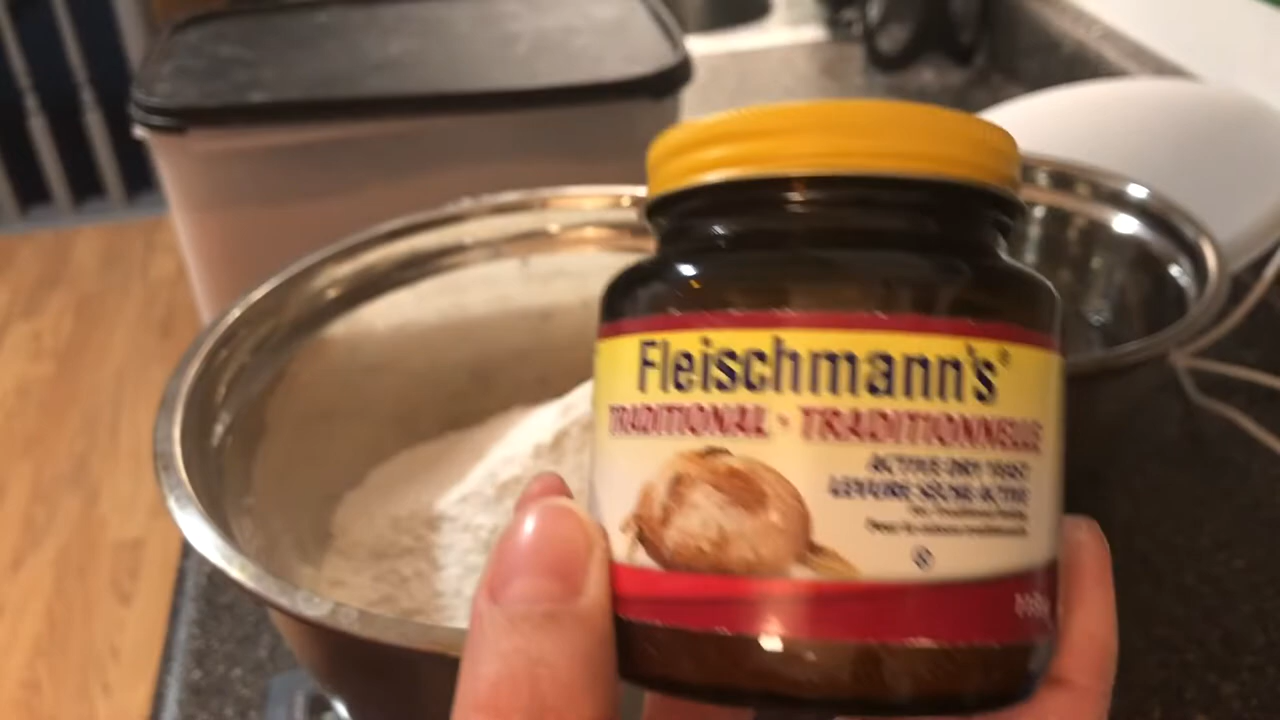 Fleischmann's®
TRADITIONAL · TRADITIONNELLE
ACTIVE DRY YEAST
LEVURE SÈCHE ACTIVE